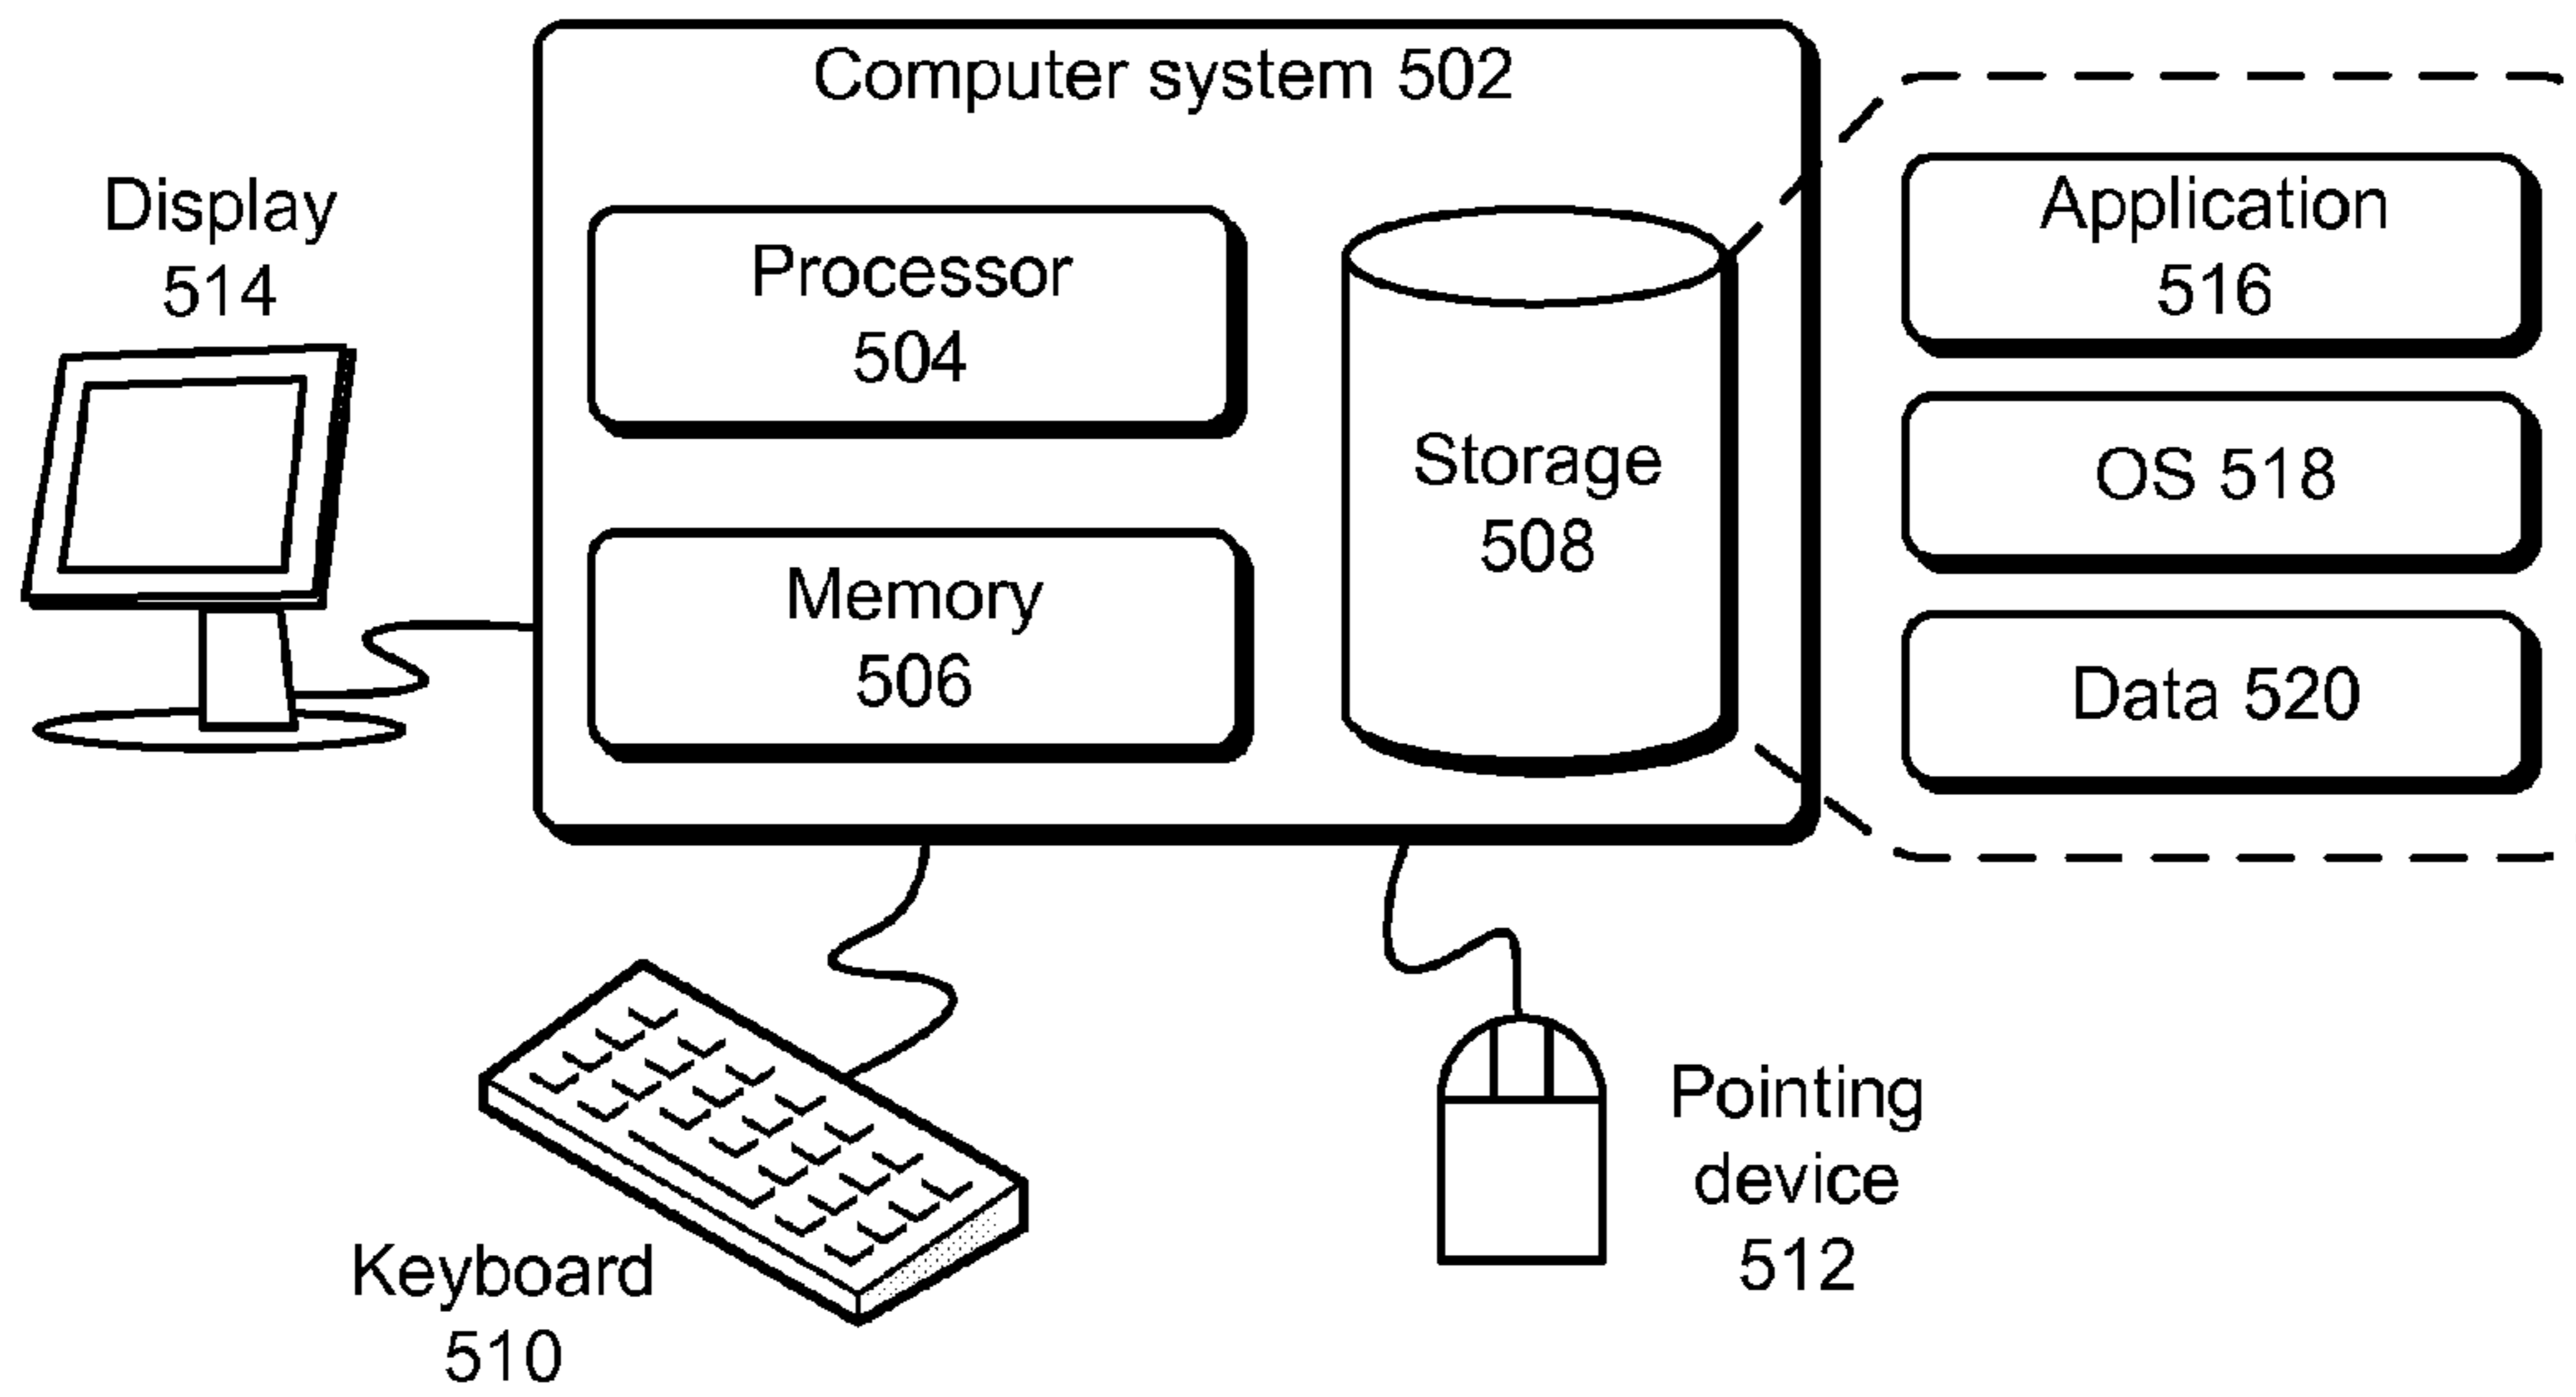 Computer system 502
Display
514
Processor
504
Memory
506
Storage
508
Application
516
OS 518
Data 520
Keyboard
510
Pointing
device
512